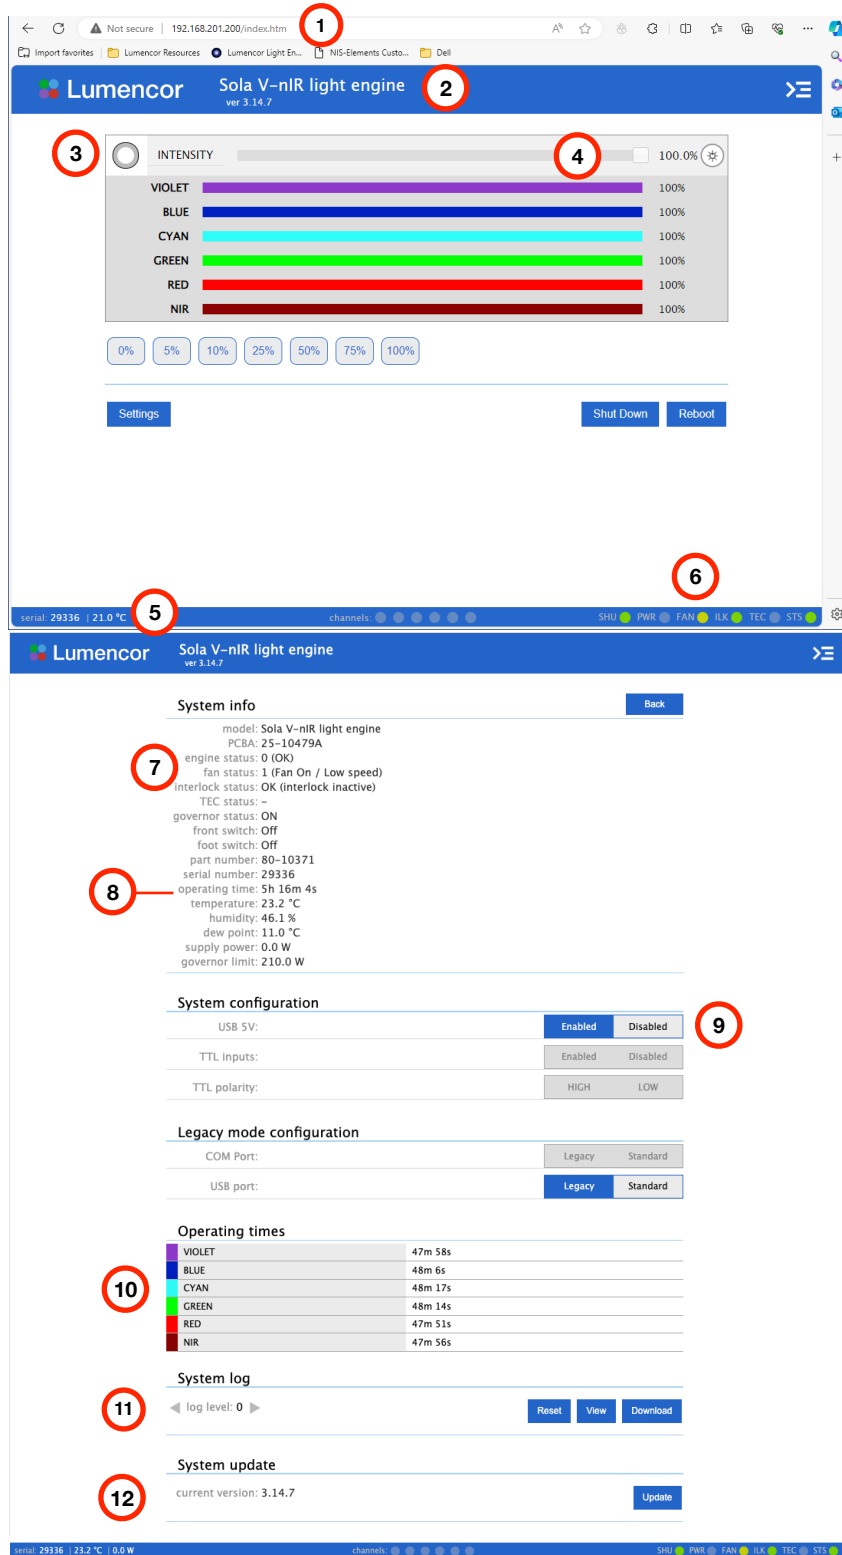 Not secure | 192.168.201.200/index.htm
1
Import favorites
Lumencor Resources
Lumencor Light En...
NIS-Elements Custo...
Dell
Lumencor
Sola V-nIR light engine
ver 3.14.7
2
3
INTENSITY
4
100.0%
VIOLET 100%
BLUE 100%
CYAN 100%
GREEN 100%
RED 100%
NIR 100%
0% 5% 10% 25% 50% 75% 100%
Settings
Shut Down
Reboot
6
serial: 29336 | 21.0 °C
5
channels:
SHU PWR FAN ILK TEC STS
Lumencor
Sola V-nIR light engine
ver 3.14.7
System info
Back
model: Sola V-nIR light engine
PCBA: 25-10479A
engine status: 0 (OK)
7
fan status: 1 (Fan On / Low speed)
interlock status: OK (interlock inactive)
TEC status: -
governor status: ON
front switch: Off
foot switch: Off
part number: 80-10371
serial number: 29336
8
operating time: 5h 16m 4s
temperature: 23.2 °C
humidity: 46.1 %
dew point: 11.0 °C
supply power: 0.0 W
governor limit: 210.0 W
System configuration
USB 5V: Enabled Disabled
9
TTL inputs: Enabled Disabled
TTL polarity: HIGH LOW
Legacy mode configuration
COM Port: Legacy Standard
USB port: Legacy Standard
Operating times
VIOLET 47m 58s
BLUE 48m 6s
10
CYAN 48m 17s
GREEN 48m 14s
RED 47m 51s
NIR 47m 56s
System log
11
log level: 0
Reset View Download
System update
12
current version: 3.14.7
Update
serial: 29336 | 23.2 °C | 0.0 W
channels:
SHU PWR FAN ILK TEC STS